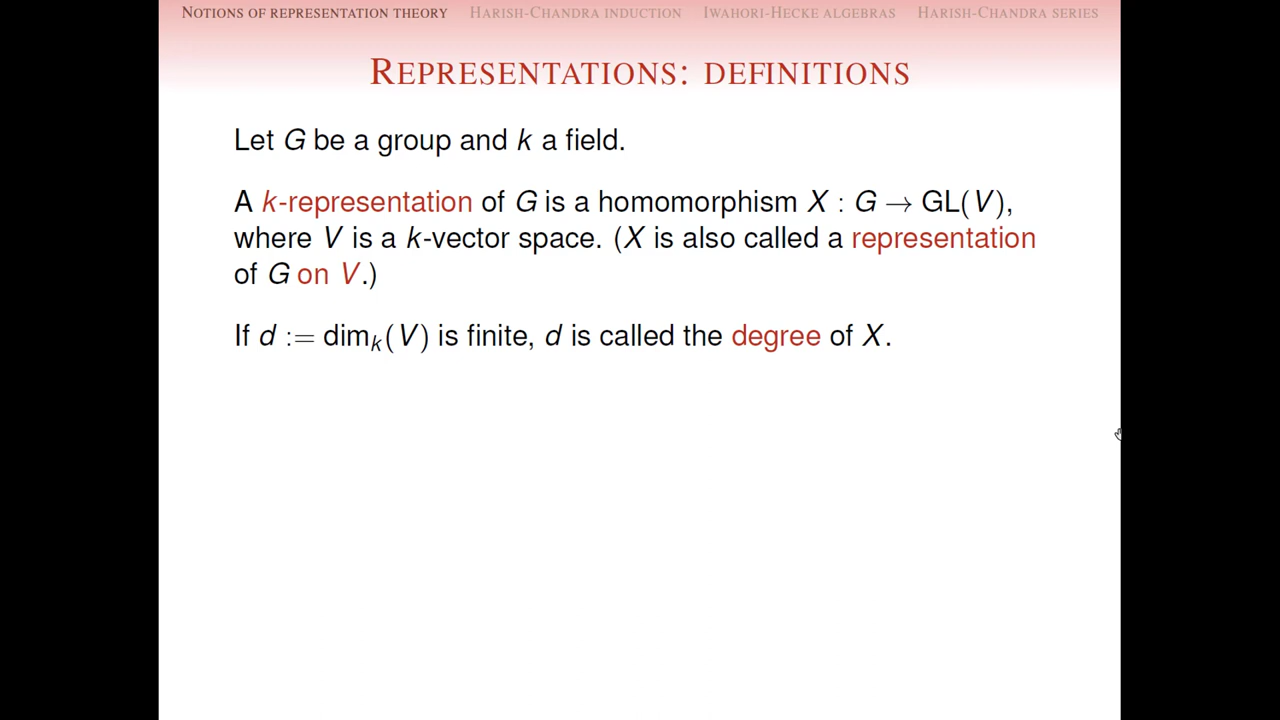 NOTIONS OF REPRESENTATION THEORY HARISH-CHANDRA INDUCTION IWAHORI-HECKE ALGEBRAS HARISH-CHANDRA SERIES
REPRESENTATIONS: DEFINITIONS
Let G be a group and k a field.
A k-representation of G is a homomorphism X : G → GL(V),
where V is a k-vector space. (X is also called a representation
of G on V.)
If d := dimₖ(V) is finite, d is called the degree of X.